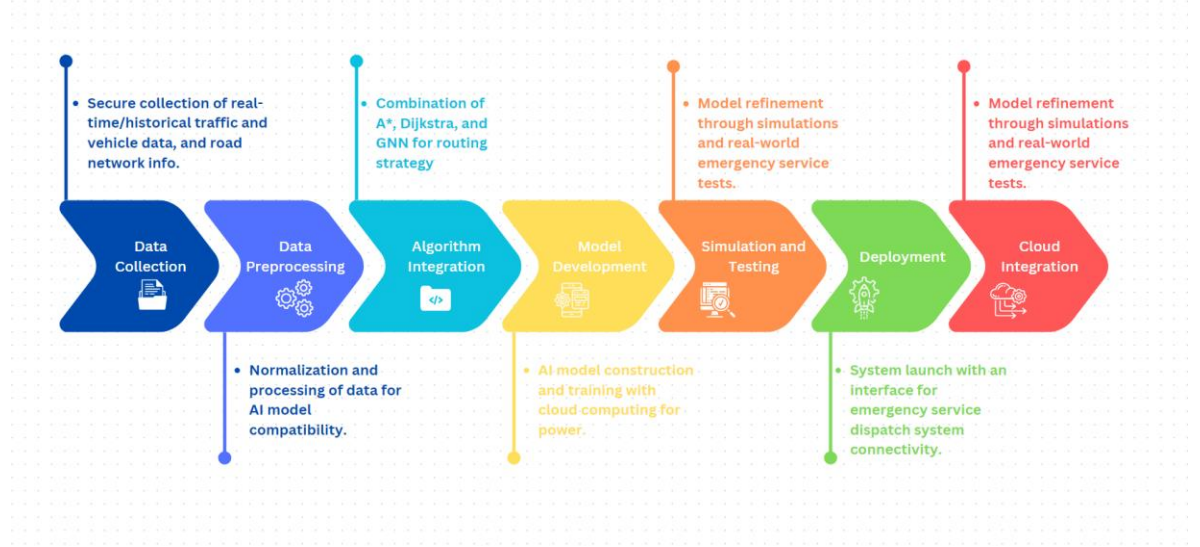 • Secure collection of real-
time/historical traffic and
vehicle data, and road
network info.
• Combination of
A*, Dijkstra, and
GNN for routing
strategy
• Model refinement
through simulations
and real-world
emergency service
tests.
• Model refinement
through simulations
and real-world
emergency service
tests.
Data
Collection
Data
Preprocessing
Algorithm
Integration
Model
Development
Simulation and
Testing
Deployment
Cloud
Integration
• Normalization and
processing of data for
AI model
compatibility.
• AI model construction
and training with
cloud computing for
power.
• System launch with an
interface for
emergency service
dispatch system
connectivity.